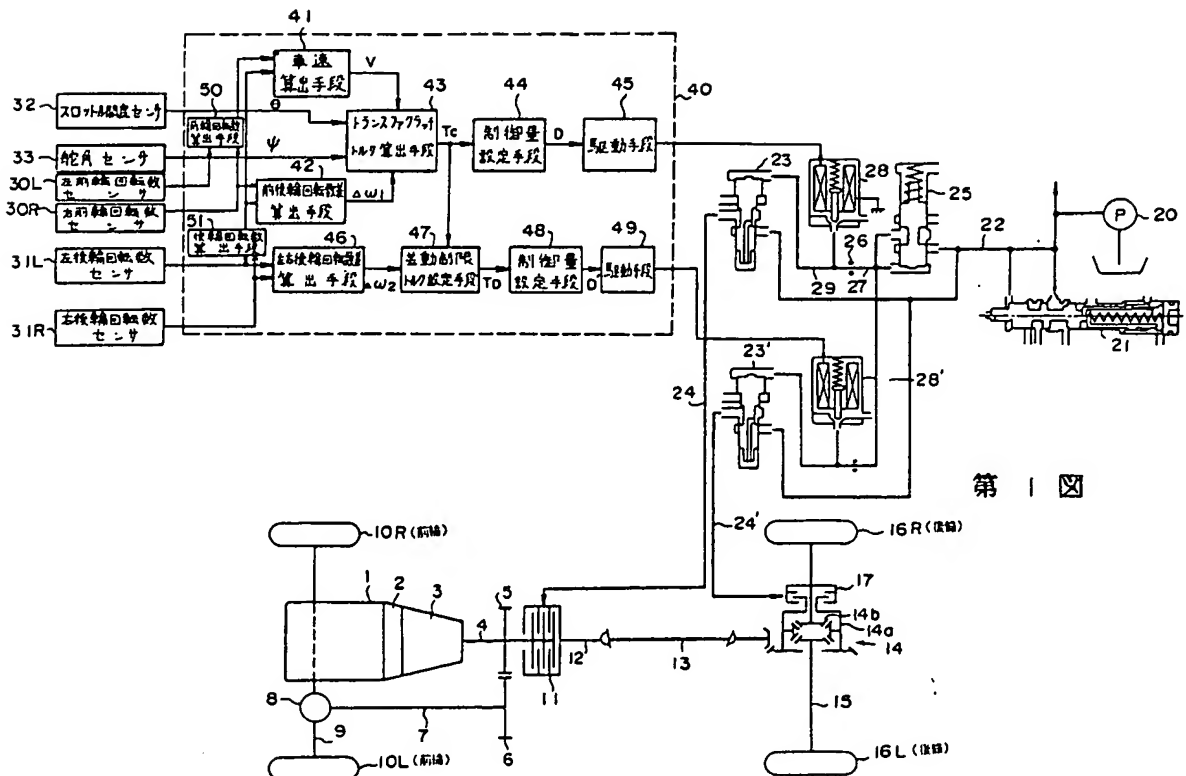 41
車速
算出手段
V
50
32
スロットル開度センサ
θ
前輪回転数
算出手段
43
トランスファクラッチ
トルク算出手段
Tc
44
制御量
設定手段
D
45
駆動手段
40
33
舵角センサ
ψ
30L
左前輪回転数
センサ
30R
右前輪回転数
センサ
42
前後輪回転数差
算出手段
Δω1
51
後輪回転数
算出手段
31L
左後輪回転数
センサ
46
左右後輪回転数差
算出手段
Δω2
47
差動制限
トルク設定手段
TD
48
制御量
設定手段
D'
49
駆動手段
31R
右後輪回転数
センサ
23
28
25
22
P
20
26
29
27
21
24
23'
28'
第 1 図
24'
10R (前輪)
16R (後輪)
1
2
3
4
5
11
12
13
17
14b
14a
14
8
7
9
6
15
10L (前輪)
16L (後輪)